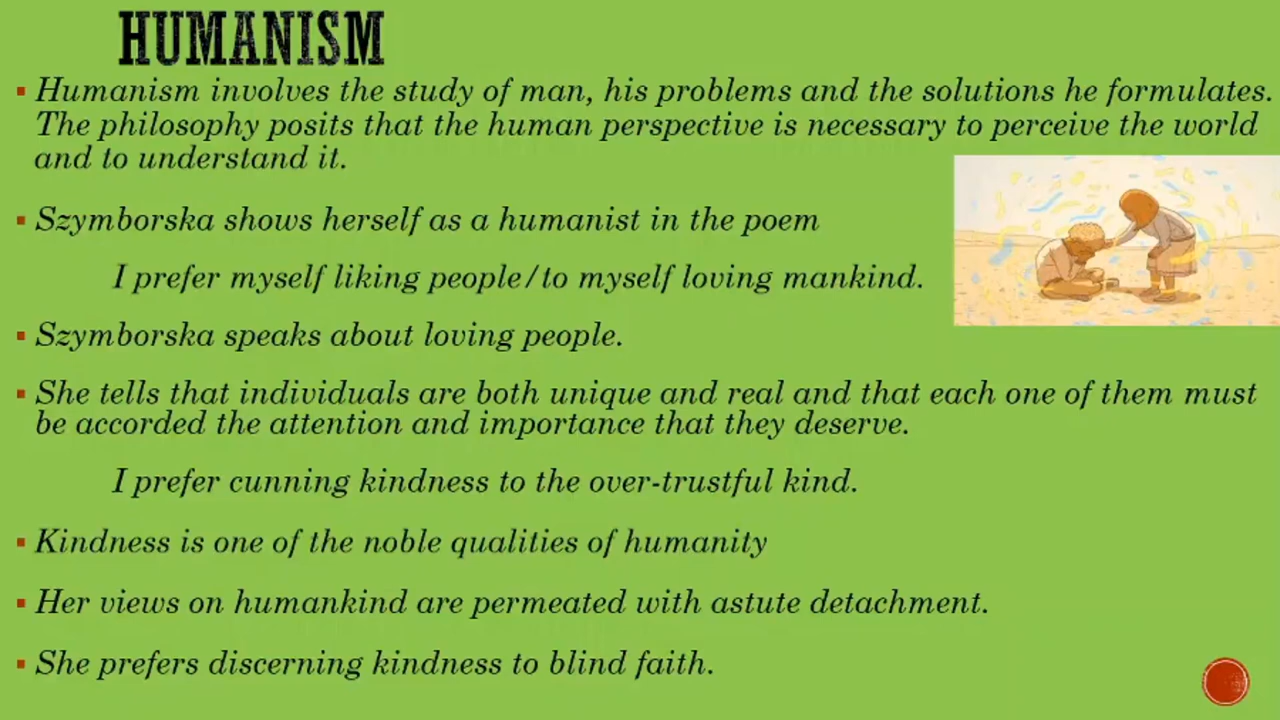 HUMANISM
Humanism involves the study of man, his problems and the solutions he formulates.
The philosophy posits that the human perspective is necessary to perceive the world
and to understand it.
Szymborska shows herself as a humanist in the poem
I prefer myself liking people/to myself loving mankind.
Szymborska speaks about loving people.
She tells that individuals are both unique and real and that each one of them must
be accorded the attention and importance that they deserve.
I prefer cunning kindness to the over-trustful kind.
Kindness is one of the noble qualities of humanity
Her views on humankind are permeated with astute detachment.
She prefers discerning kindness to blind faith.